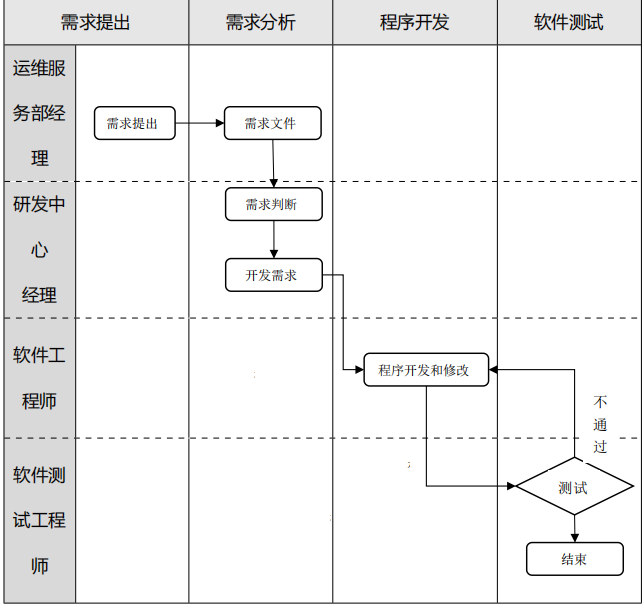 需求提出
需求分析
程序开发
软件测试
运维服
务部经
理
需求提出
需求文件
研发中
心
经理
需求判断
开发需求
软件工
程师
程序开发和修改
不
通
过
软件测
试工程
师
测试
结束